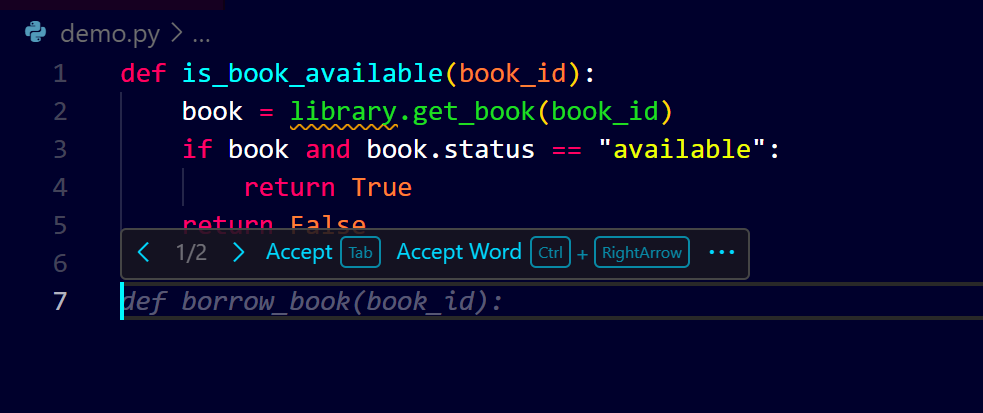 demo.py > ...
1 def is_book_available(book_id):
2 book = library.get_book(book_id)
3 if book and book.status == "available":
4 return True
5 return False
< 1/2 > Accept Tab Accept Word Ctrl + RightArrow ···
6
7 def borrow_book(book_id):